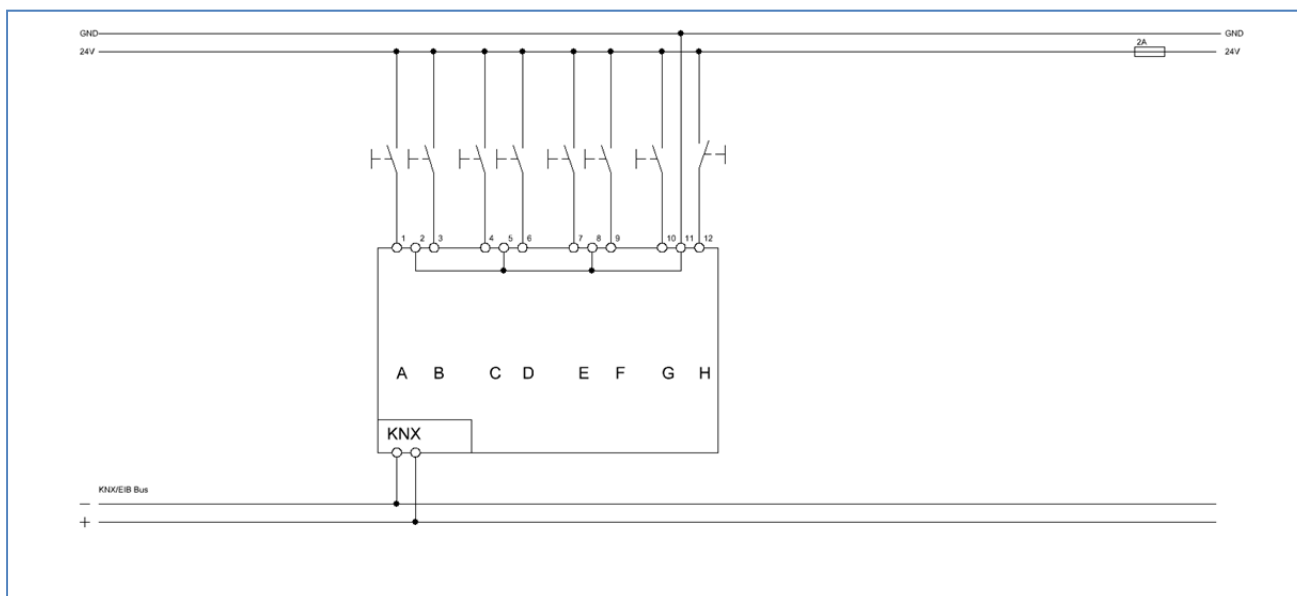 GND GND
24V 2A 24V
1 2 3 4 5 6 7 8 9 10 11 12
A B C D E F G H
KNX
KNX/EIB Bus
–
+